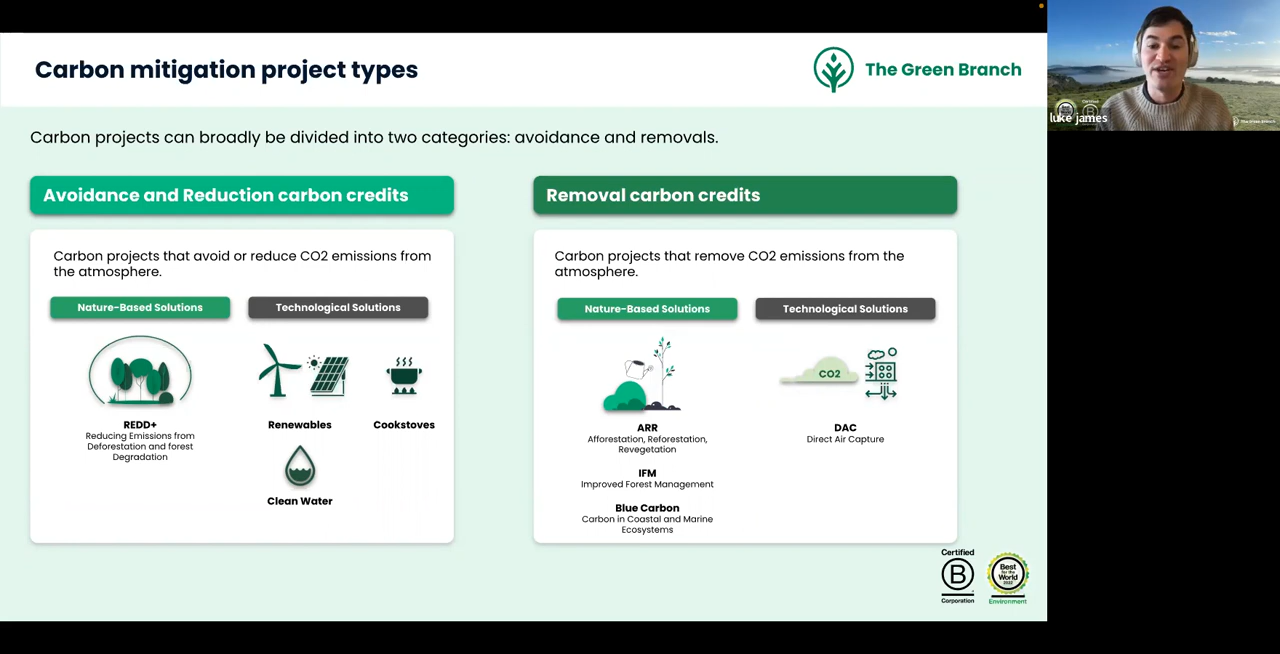 Carbon mitigation project types
The Green Branch
luke james
Certified
B
The Green Branch
Carbon projects can broadly be divided into two categories: avoidance and removals.
Avoidance and Reduction carbon credits
Carbon projects that avoid or reduce CO2 emissions from
the atmosphere.
Nature-Based Solutions
Technological Solutions
REDD+
Reducing Emissions from
Deforestation and forest
Degradation
Renewables
Cookstoves
Clean Water
Removal carbon credits
Carbon projects that remove CO2 emissions from the
atmosphere.
Nature-Based Solutions
Technological Solutions
CO2
ARR
Afforestation, Reforestation,
Revegetation
IFM
Improved Forest Management
Blue Carbon
Carbon in Coastal and Marine
Ecosystems
DAC
Direct Air Capture
Certified
B
Corporation
Best
for the
World
2022
Environment